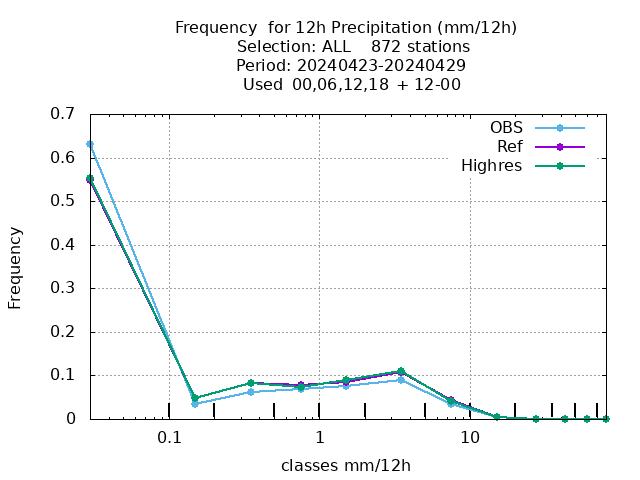 Frequency  for 12h Precipitation (mm/12h)
Selection: ALL    872 stations
Period: 20240423-20240429
Used  00,06,12,18  + 12-00
OBS
Ref
Highres
0.7
0.6
0.5
0.4
0.3
0.2
0.1
0
Frequency
0.1
1
10
classes mm/12h